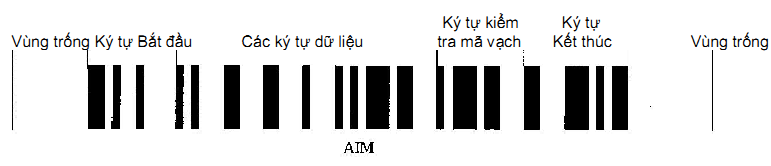 Vùng trống Ký tự Bắt đầu
Các ký tự dữ liệu
Ký tự kiểm
tra mã vạch
Ký tự
Kết thúc
Vùng trống
AIM